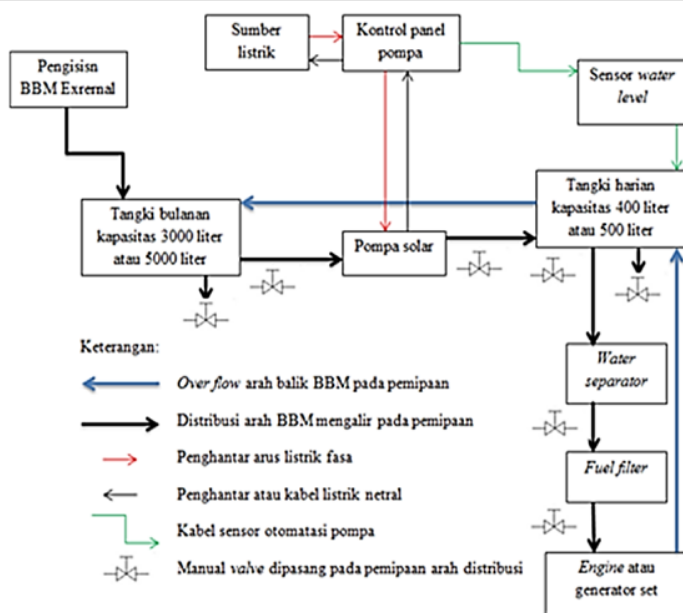 Sumber
listrik
Kontrol panel
pompa
Pengisisn
BBM Exrernal
Sensor water
level
Tangki bulanan
kapasitas 3000 liter
atau 5000 liter
Pompa solar
Tangki harian
kapasitas 400 liter
atau 500 liter
Keterangan:
Over flow arah balik BBM pada pemipaan
Distribusi arah BBM mengalir pada pemipaan
Penghantar arus listrik fasa
Penghantar atau kabel listrik netral
Kabel sensor otomatasi pompa
Manual valve dipasang pada pemipaan arah distribusi
Water
separator
Fuel filter
Engine atau
generator set